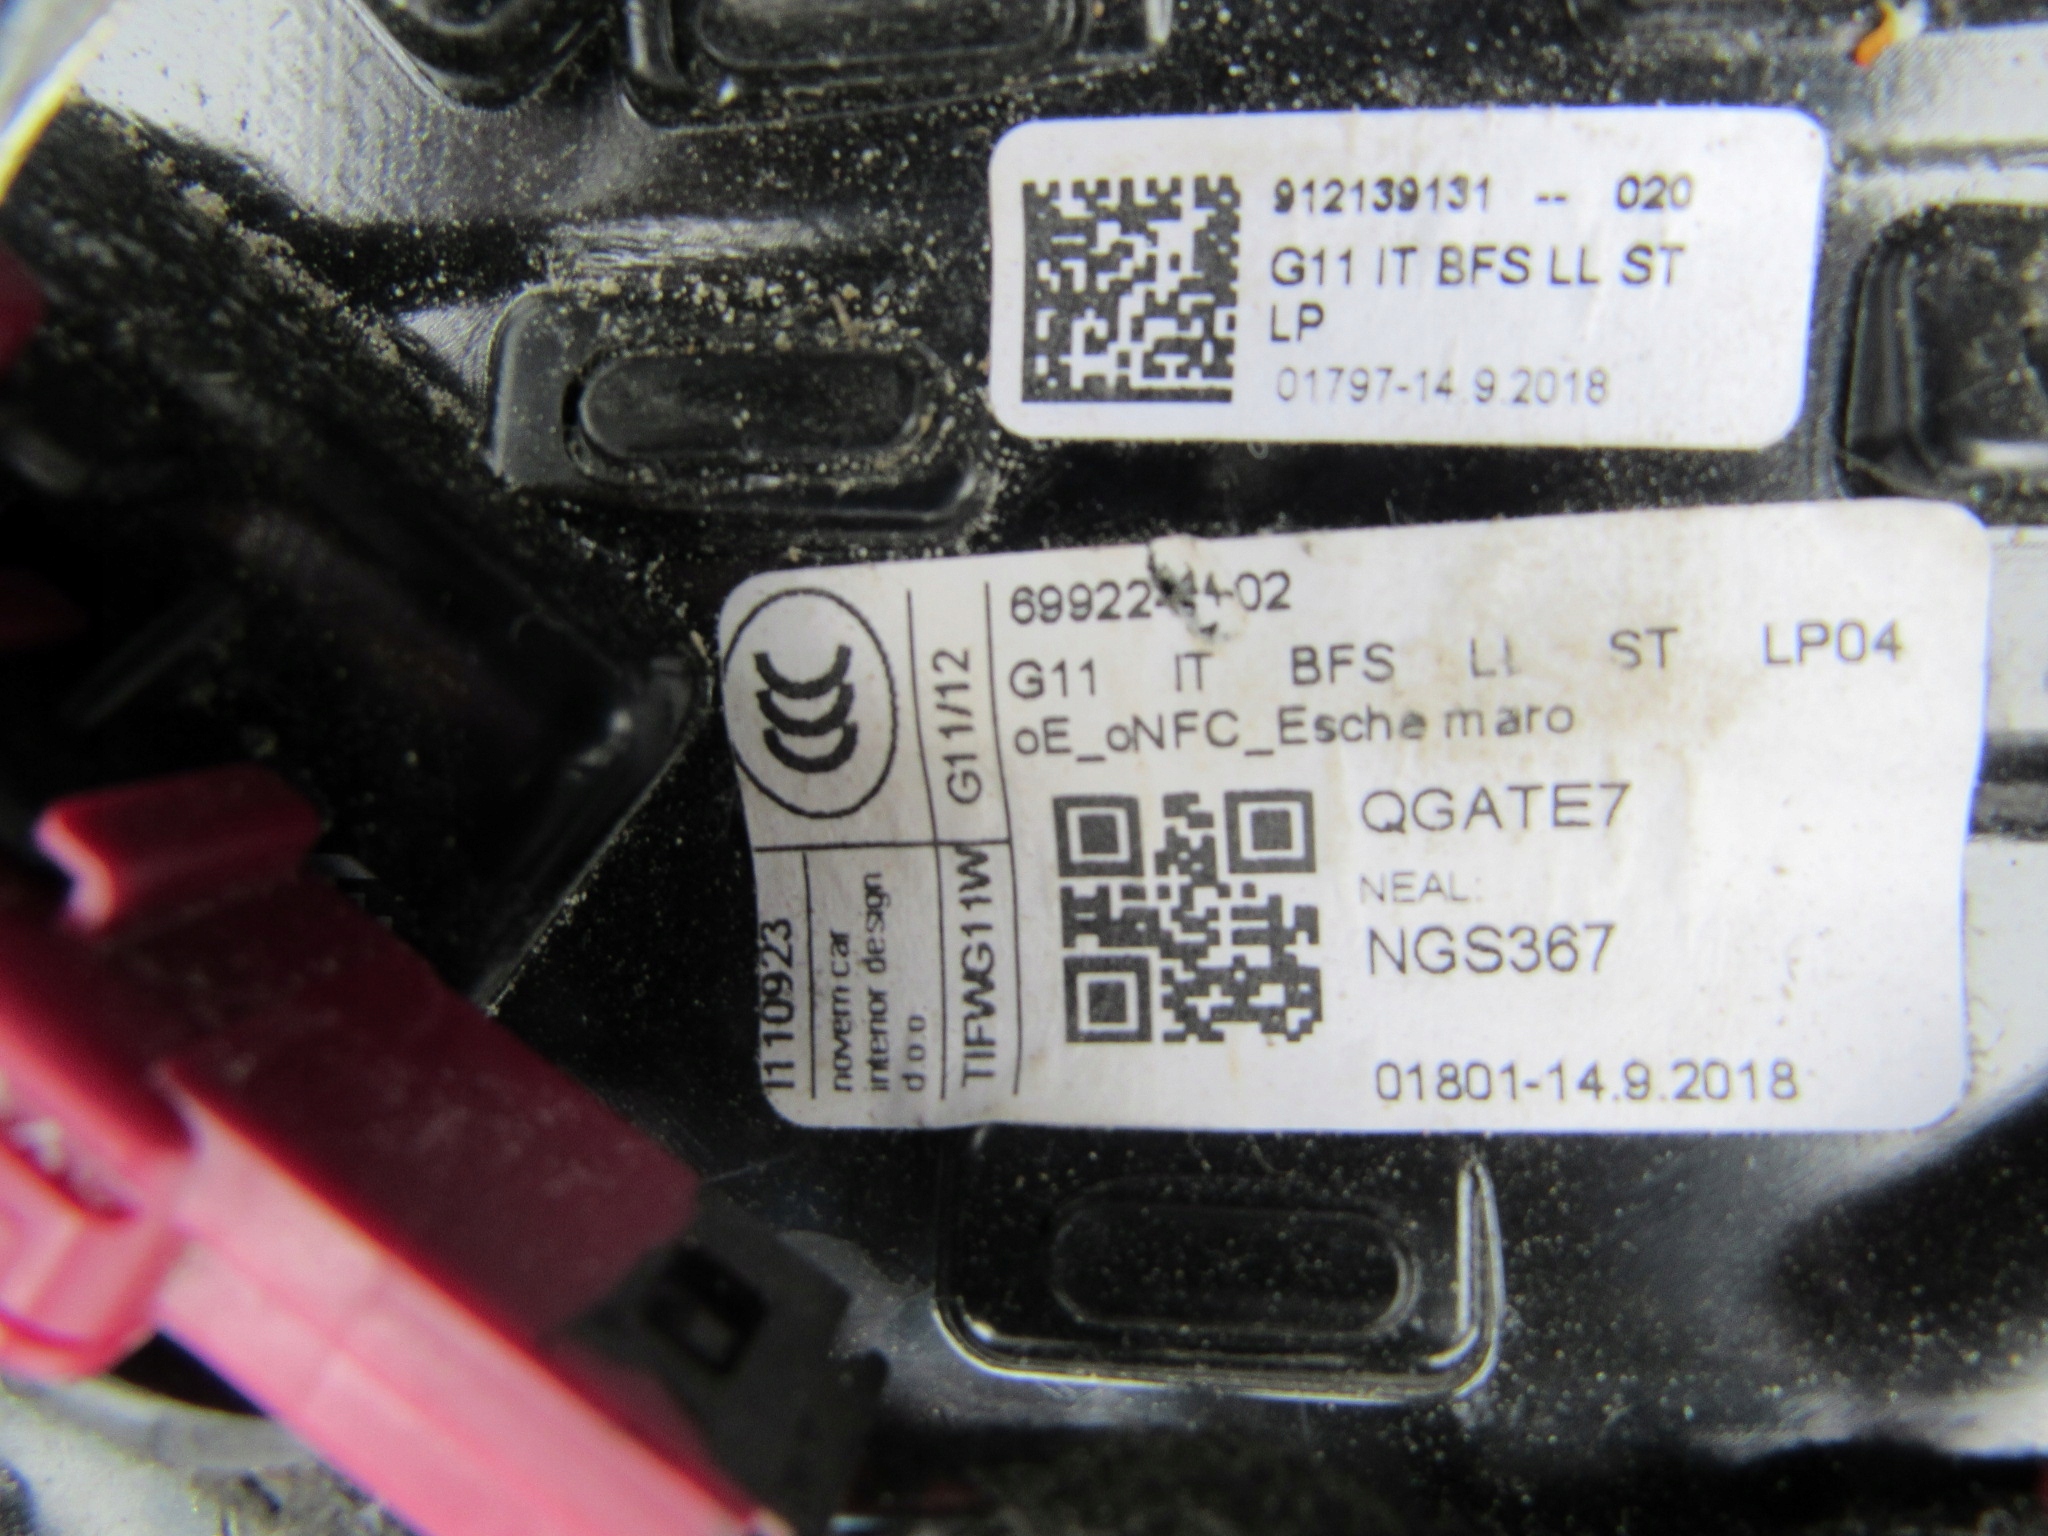 912139131 -- 020
G11 IT BFS LL ST
LP
01797-14.9.2018
02
G11 IT BFS LL ST LP04
oE_oNFC_Esche maro
QGATE7
NEAL:
NGS367
01801-14.9.2018
G11/12
TIFWG11W
novem car
interior design
d.o.o.